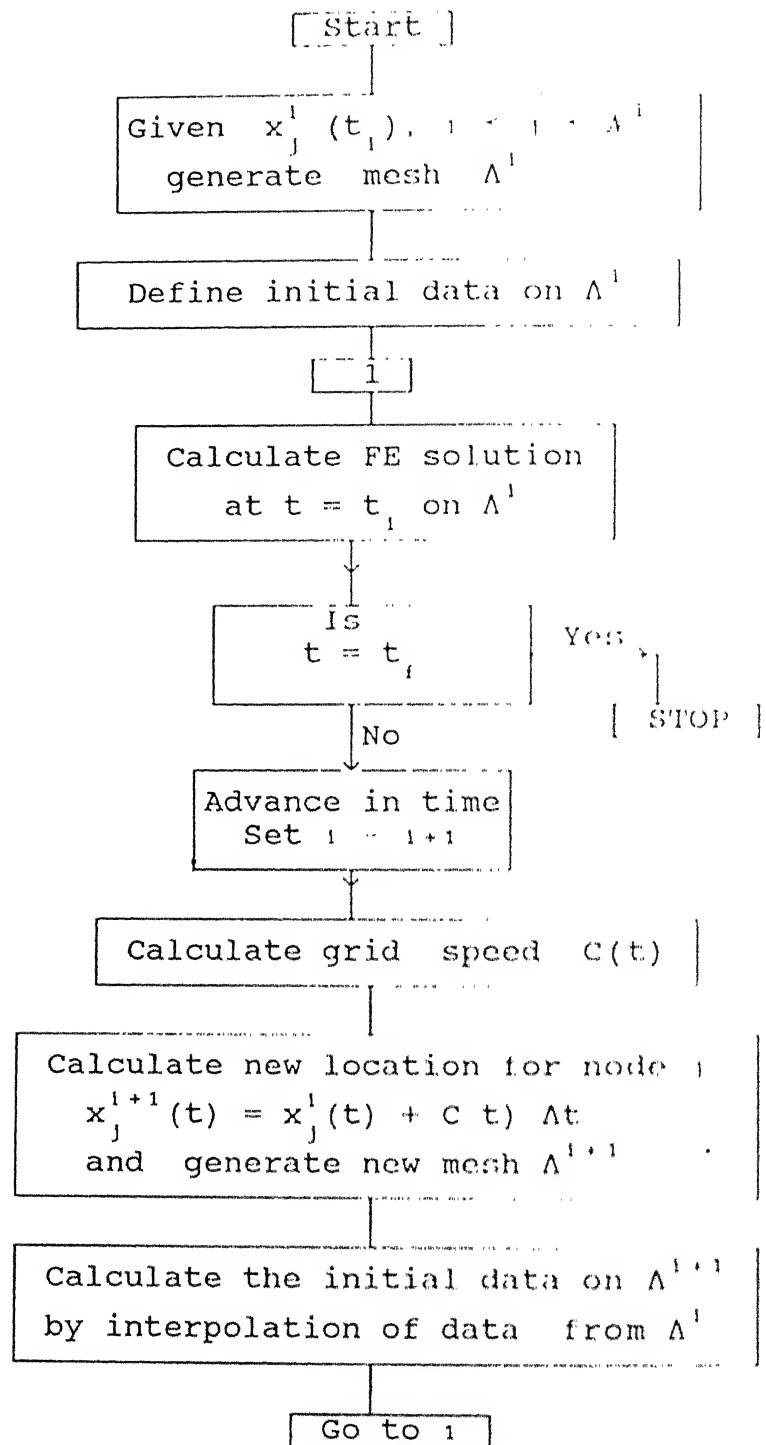 [ Start ]
Given x_j^i (t_i),
generate mesh Λ^i
Define initial data on Λ^i
1
Calculate FE solution
at t = t_i on Λ^i
Is
t = t_f
Yes
[ STOP ]
No
Advance in time
Set i - i+1
Calculate grid speed C(t)
Calculate new location for node j
x_j^{i+1}(t) = x_j^i(t) + C t) Δt
and generate new mesh Λ^{i+1}
Calculate the initial data on Λ^{i+1}
by interpolation of data from Λ^i
Go to 1